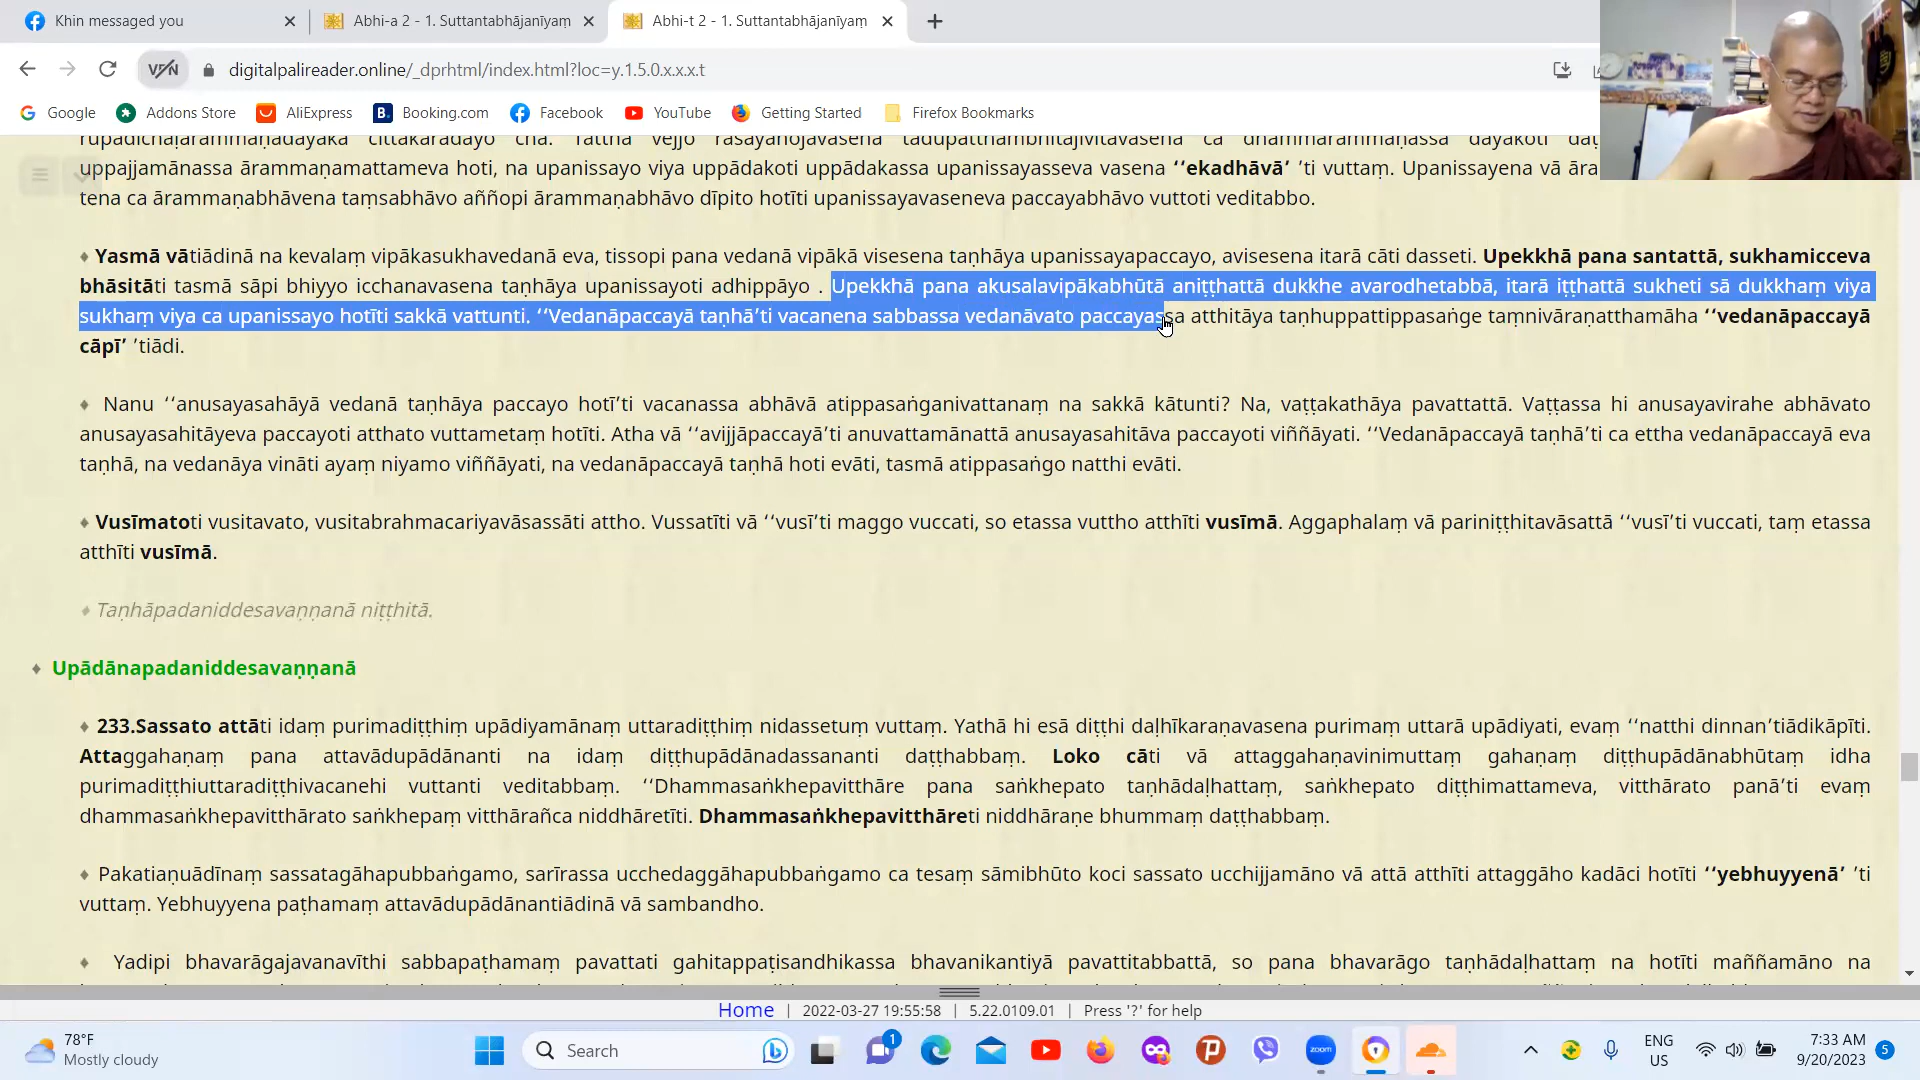 Khin messaged you
Abhi-a 2 - 1. Suttantabhājanīyaṃ
Abhi-t 2 - 1. Suttantabhājanīyaṃ
VPN
digitalpalireader.online/_dprhtml/index.html?loc=y.1.5.0.x.x.x.t
Google
Addons Store
AliExpress
Booking.com
Facebook
YouTube
Getting Started
Firefox Bookmarks
uppajjamānassa ārammaṇamattameva hoti, na upanissayo viya uppādakoti uppādakassa upanissayasseva vasena ‘‘ekadhāvā’ ’ti vuttaṃ. Upanissayena vā
tena ca ārammaṇabhāvena taṃsabhāvo aññopi ārammaṇabhāvo dīpito hotīti upanissayavaseneva paccayabhāvo vuttoti veditabbo.
♦ Yasmā vātiādinā na kevalaṃ vipākasukhavedanā eva, tissopi pana vedanā vipākā visesena taṇhāya upanissayapaccayo, avisesena itarā cāti dasseti. Upekkhā pana santattā, sukhamicceva
bhāsitāti tasmā sāpi bhiyyo icchanavasena taṇhāya upanissayoti adhippāyo . Upekkhā pana akusalavipākabhūtā aniṭṭhattā dukkhe avarodhetabbā, itarā iṭṭhattā sukheti sā dukkhaṃ viya
sukhaṃ viya ca upanissayo hotīti sakkā vattunti. ‘‘Vedanāpaccayā taṇhā’ti vacanena sabbassa vedanāvato paccayassa atthitāya taṇhuppattippasaṅge taṃnivāraṇatthamāha ‘‘vedanāpaccayā
cāpī’ ’tiādi.
♦ Nanu ‘‘anusayasahāyā vedanā taṇhāya paccayo hotī’ti vacanassa abhāvā atippasaṅganivattanaṃ na sakkā kātunti? Na, vaṭṭakathāya pavattattā. Vaṭṭassa hi anusayavirahe abhāvato
anusayasahitāyeva paccayoti atthato vuttametaṃ hotīti. Atha vā ‘‘avijjāpaccayā’ti anuvattamānattā anusayasahitāva paccayoti viññāyati. ‘‘Vedanāpaccayā taṇhā’ti ca ettha vedanāpaccayā eva
taṇhā, na vedanāya vināti ayaṃ niyamo viññāyati, na vedanāpaccayā taṇhā hoti evāti, tasmā atippasaṅgo natthi evāti.
♦ Vusīmatoti vusitavato, vusitabrahmacariyavāsassāti attho. Vussatīti vā ‘‘vusī’ti maggo vuccati, so etassa vuttho atthīti vusīmā. Aggaphalaṃ vā pariniṭṭhitavāsattā ‘‘vusī’ti vuccati, taṃ etassa
atthīti vusīmā.
♦ Taṇhāpadaniddesavaṇṇanā niṭṭhitā.
♦ Upādānapadaniddesavaṇṇanā
♦ 233.Sassato attāti idaṃ purimadiṭṭhiṃ upādiyamānaṃ uttaradiṭṭhiṃ nidassetuṃ vuttaṃ. Yathā hi esā diṭṭhi daḷhīkaraṇavasena purimaṃ uttarā upādiyati, evaṃ ‘‘natthi dinnan’tiādikāpīti.
Attaggahaṇaṃ pana attavādupādānanti na idaṃ diṭṭhupādānadassananti daṭṭhabbaṃ. Loko cāti vā attaggahaṇavinimuttaṃ gahaṇaṃ diṭṭhupādānabhūtaṃ idha
purimadiṭṭhiuttaradiṭṭhivacanehi vuttanti veditabbaṃ. ‘‘Dhammasaṅkhepavitthāre pana saṅkhepato taṇhādaḷhattaṃ, saṅkhepato diṭṭhimattameva, vitthārato panā’ti evaṃ
dhammasaṅkhepavitthārato saṅkhepaṃ vitthārañca niddhāretīti. Dhammasaṅkhepavitthāreti niddhāraṇe bhummaṃ daṭṭhabbaṃ.
♦ Pakatiaṇuādīnaṃ sassatagāhapubbaṅgamo, sarīrassa ucchedaggāhapubbaṅgamo ca tesaṃ sāmibhūto koci sassato ucchijjamāno vā attā atthīti attaggāho kadāci hotīti ‘‘yebhuyyenā’ ’ti
vuttaṃ. Yebhuyyena paṭhamaṃ attavādupādānantiādinā vā sambandho.
♦ Yadipi bhavarāgajavanavīthi sabbapaṭhamaṃ pavattati gahitappaṭisandhikassa bhavanikantiyā pavattitabbattā, so pana bhavarāgo taṇhādaḷhattaṃ na hotīti maññamāno na
Home | 2022-03-27 19:55:58 | 5.22.0109.01 | Press '?' for help
78°F
Mostly cloudy
Search
1
zoom
ENG
US
7:33 AM
9/20/2023
5